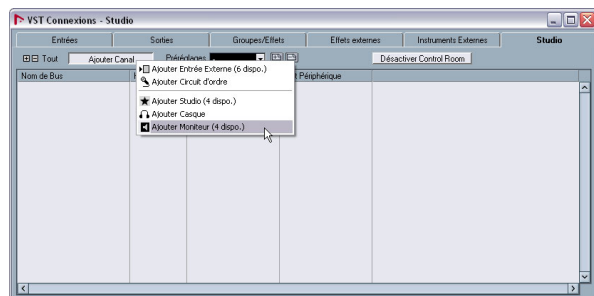 VST Connexions - Studio
Entrées Sorties Groupes/Effets Effets externes Instruments Externes Studio
Tout Ajouter Canal Préréglages Désactiver Control Room
Nom de Bus t Périphérique
Ajouter Entrée Externe (6 dispo.)
Ajouter Circuit d'ordre
Ajouter Studio (4 dispo.)
Ajouter Casque
Ajouter Moniteur (4 dispo.)